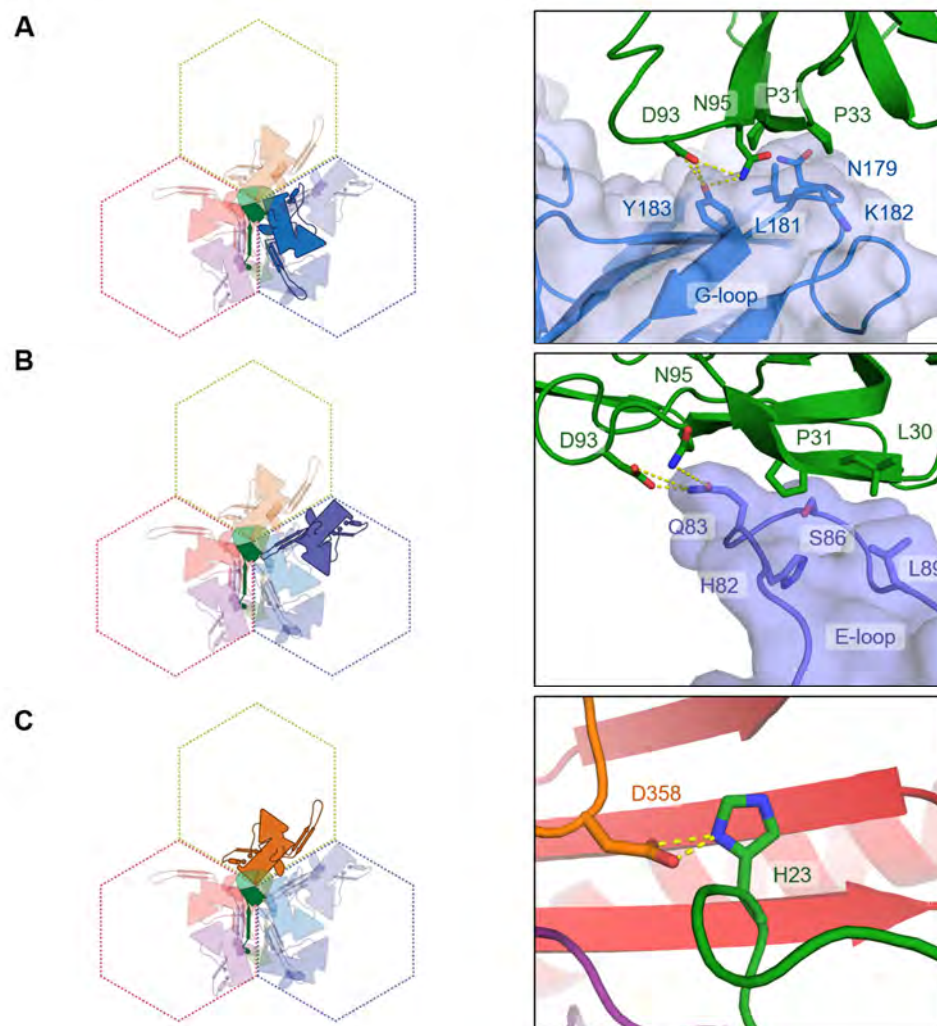 A
D93 N95 P31 P33
N179
Y183 L181 K182
G-loop
B
N95
D93 P31 L30
Q83 S86
H82 L89
E-loop
C
D358
H23